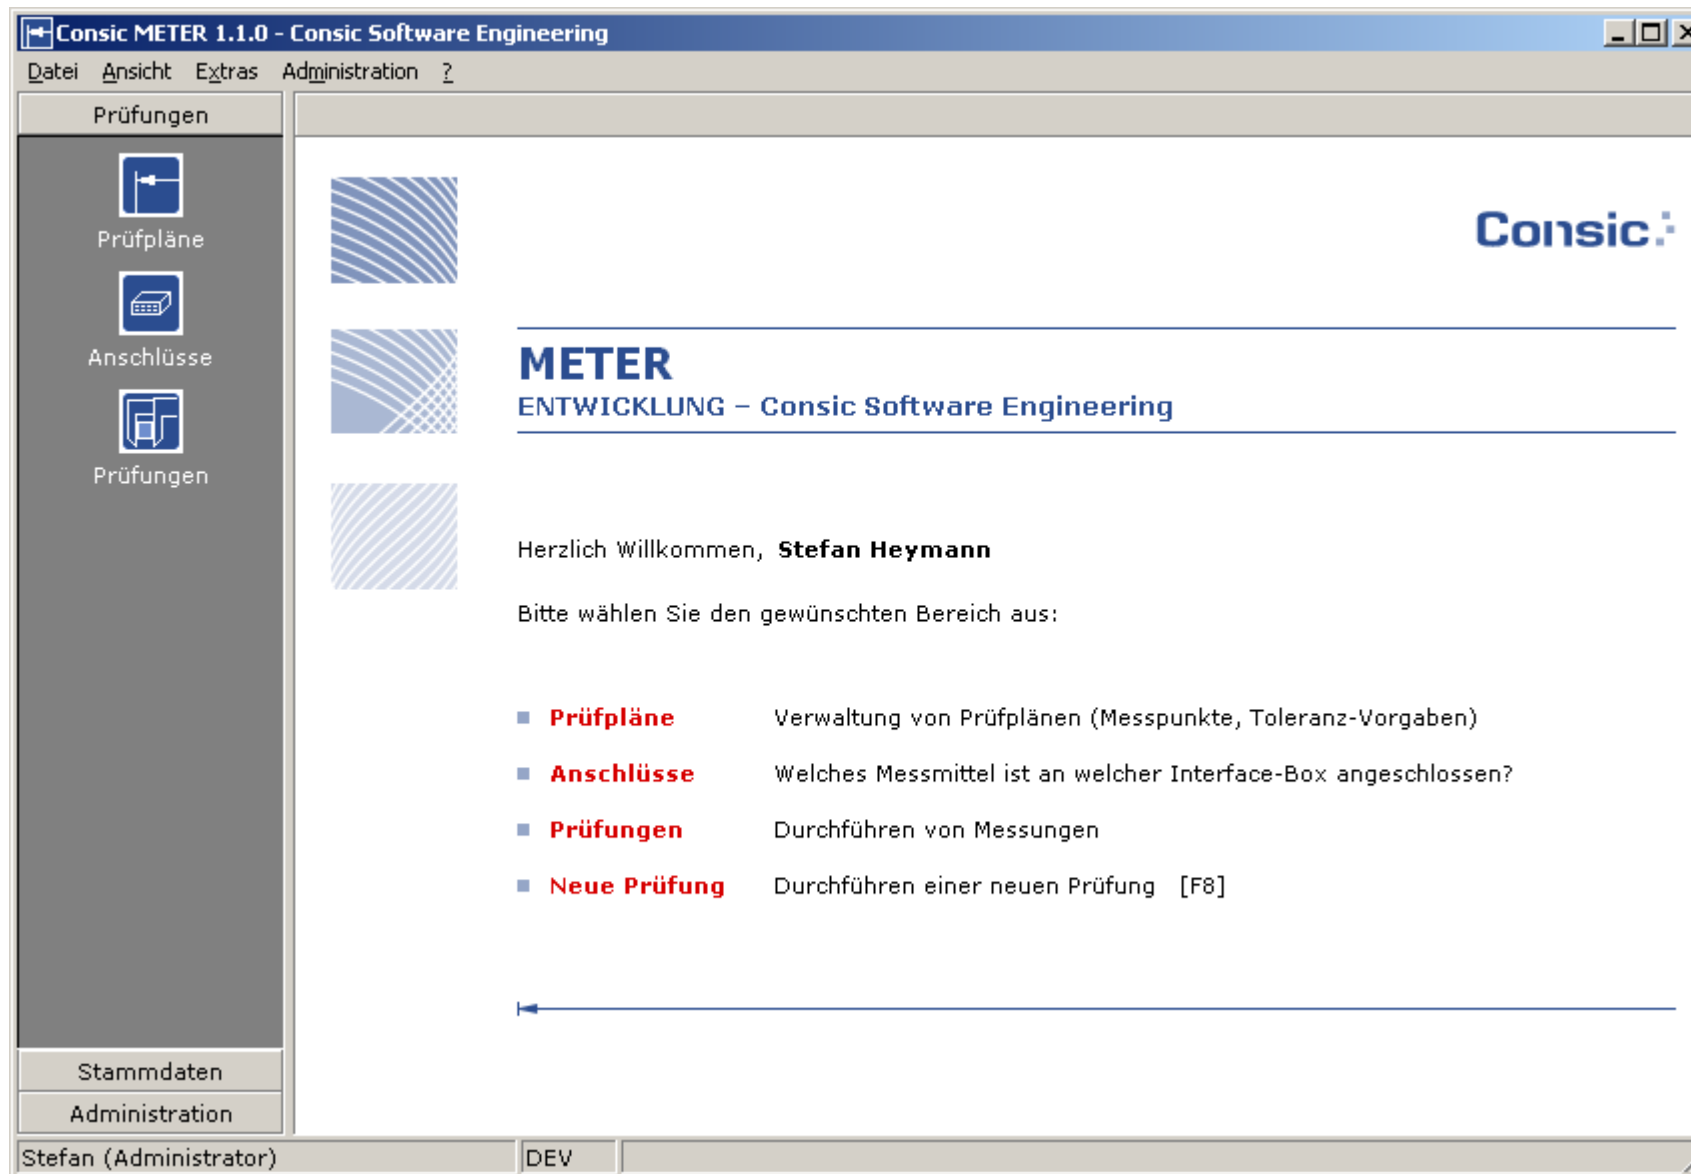 Consic METER 1.1.0 - Consic Software Engineering
Datei Ansicht Extras Administration ?
Prüfungen
Prüfpläne
Anschlüsse
Prüfungen
Stammdaten
Administration
Consic
METER
ENTWICKLUNG – Consic Software Engineering
Herzlich Willkommen, Stefan Heymann
Bitte wählen Sie den gewünschten Bereich aus:
Prüfpläne Verwaltung von Prüfplänen (Messpunkte, Toleranz-Vorgaben)
Anschlüsse Welches Messmittel ist an welcher Interface-Box angeschlossen?
Prüfungen Durchführen von Messungen
Neue Prüfung Durchführen einer neuen Prüfung [F8]
Stefan (Administrator) DEV